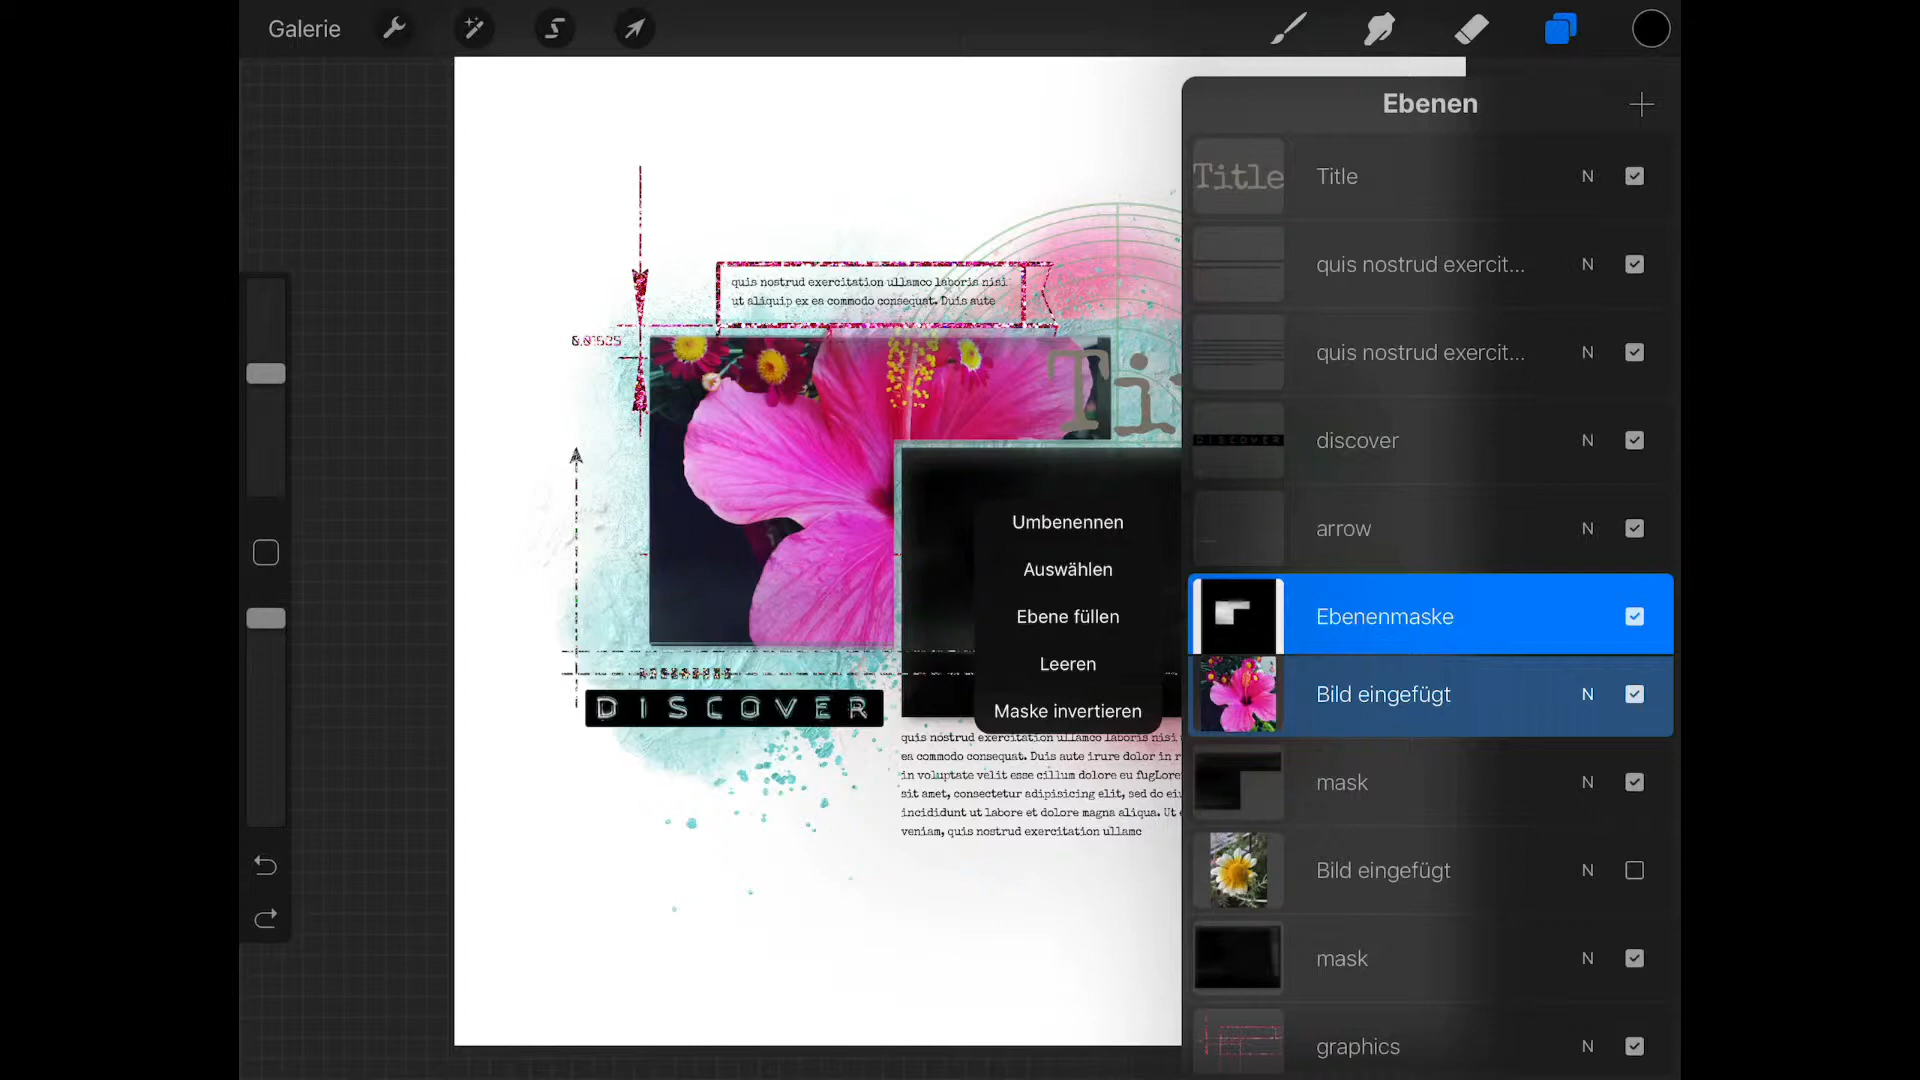 Galerie
Ebenen
Title
Title
N
quis nostrud exercit...
N
quis nostrud exercit...
N
DISCOVER
discover
N
arrow
N
Ebenenmaske
Bild eingefügt
N
mask
N
Bild eingefügt
N
mask
N
graphics
N
quis nostrud exercitation ullamco laboris nisi
ut aliquip ex ea commodo consequat. Duis aute
Ti
Umbenennen
Auswählen
Ebene füllen
Leeren
Maske invertieren
DISCOVER
quis nostrud exercitation ullamco laboris nisi
ea commodo consequat. Duis aute irure dolor in r
in voluptate velit esse cillum dolore eu fugLore
sit amet, consectetur adipisicing elit, sed do eiu
incididunt ut labore et dolore magna aliqua. Ut
veniam, quis nostrud exercitation ullamc